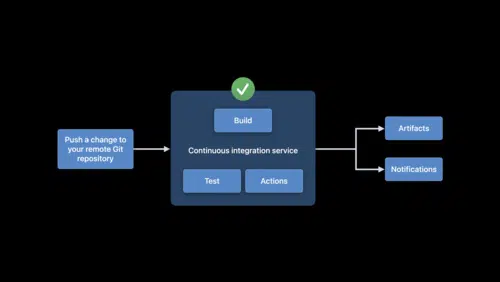 Push a change to
your remote Git
repository
Build
Continuous integration service
Test
Actions
Artifacts
Notifications